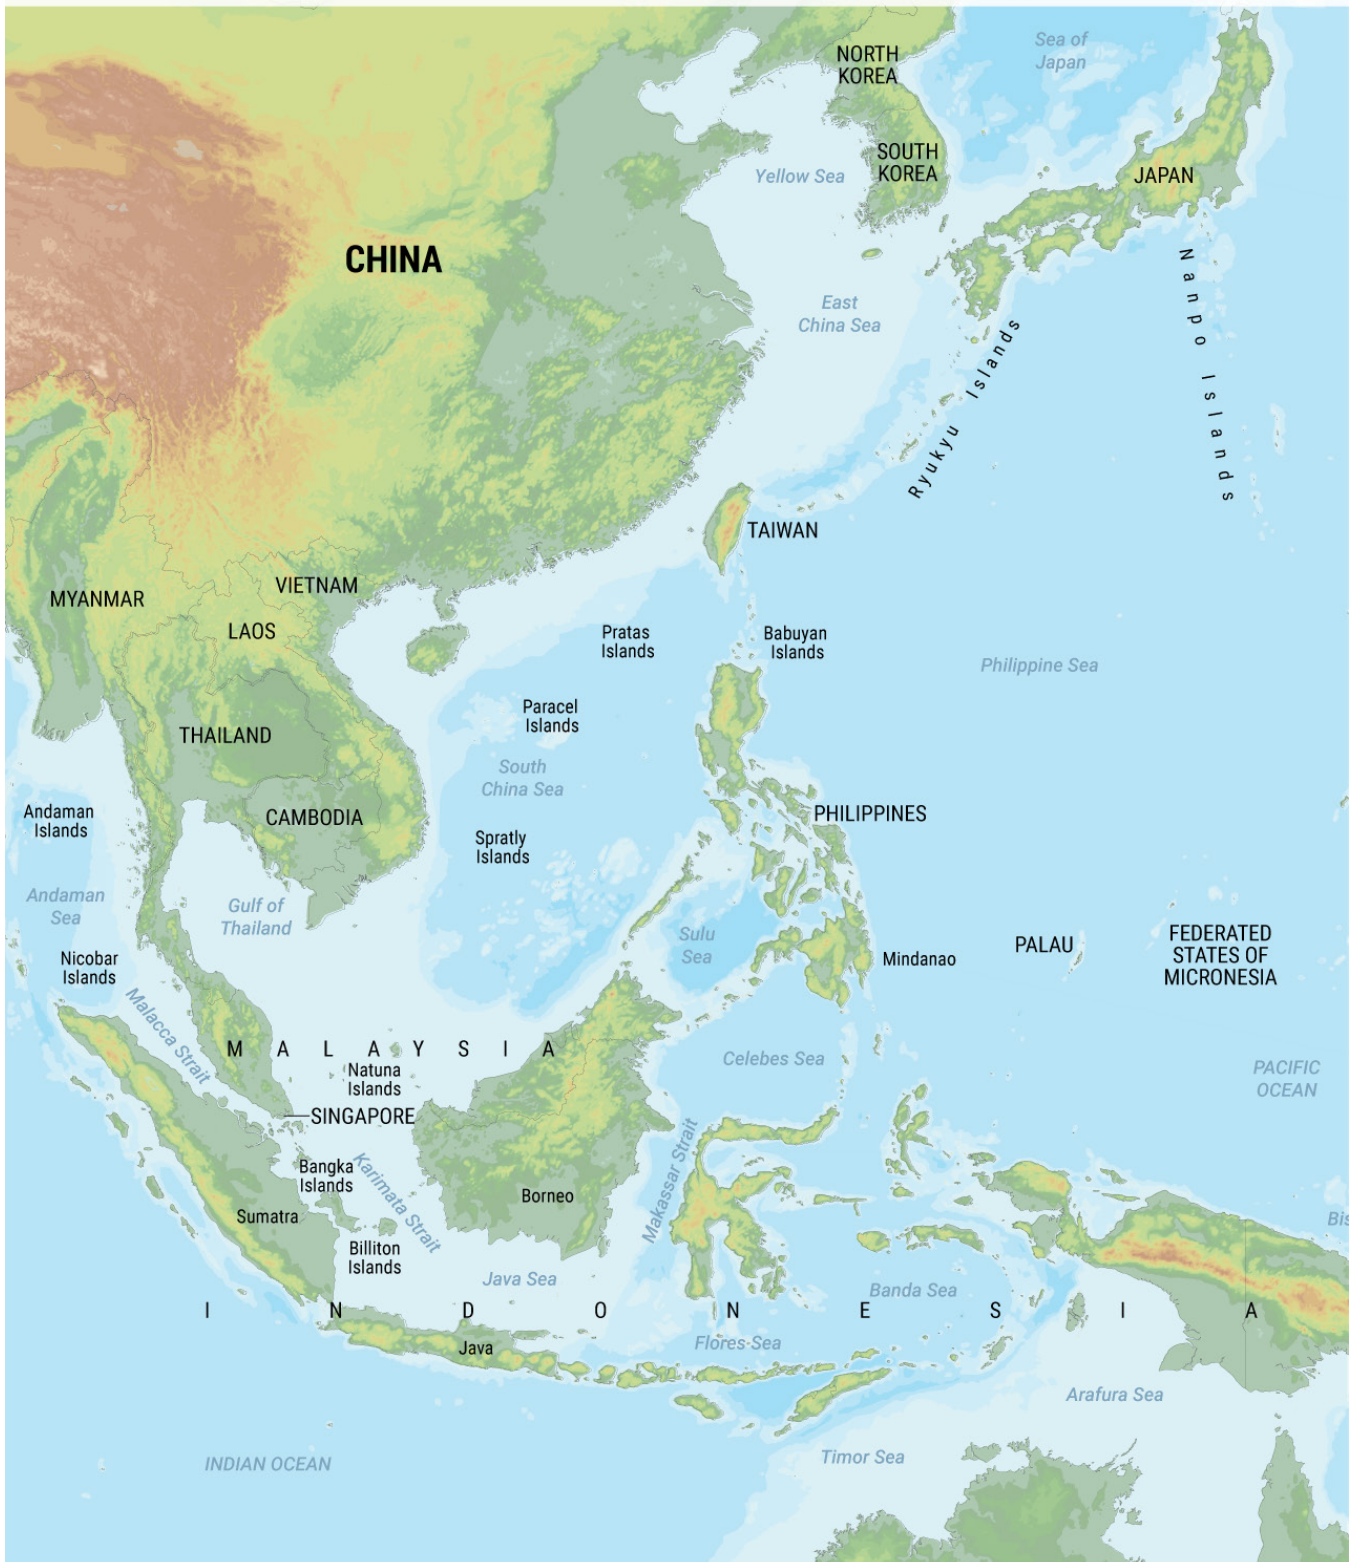 Sea of
Japan
NORTH
KOREA
SOUTH
KOREA
Yellow Sea
JAPAN
CHINA
East
China Sea
Nanpo Islands
Ryukyu Islands
TAIWAN
VIETNAM
MYANMAR
LAOS
Pratas
Islands
Babuyan
Islands
Philippine Sea
Paracel
Islands
THAILAND
South
China Sea
Andaman
Islands
CAMBODIA
PHILIPPINES
Spratly
Islands
Andaman
Sea
Gulf of
Thailand
Sulu
Sea
PALAU
FEDERATED
STATES OF
MICRONESIA
Mindanao
Nicobar
Islands
Malacca Strait
MALAYSIA
Celebes Sea
Natuna
Islands
PACIFIC
OCEAN
SINGAPORE
Bangka
Islands
Karimata Strait
Makassar Strait
Borneo
Sumatra
Bis
Billiton
Islands
Java Sea
Banda Sea
INDONESIA
Java
Flores Sea
Arafura Sea
INDIAN OCEAN
Timor Sea